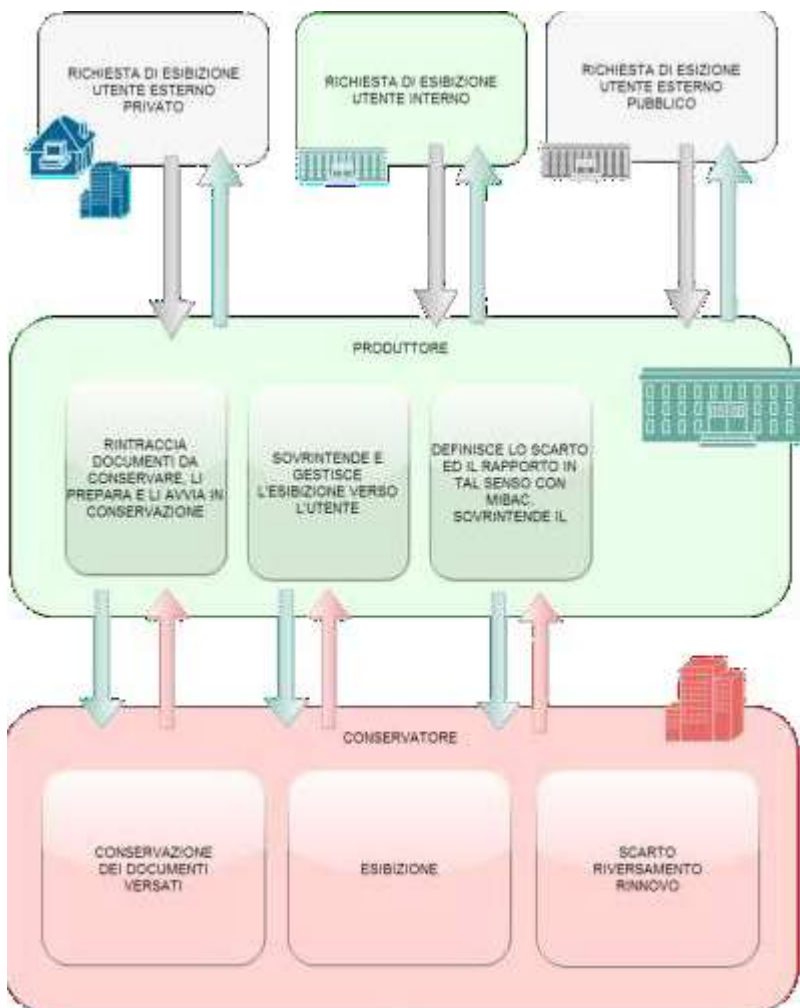 RICHIESTA DI ESIBIZIONE
UTENTE ESTERNO
PRIVATO
RICHIESTA DI ESIBIZIONE
UTENTE INTERNO
RICHIESTA DI ESIZIONE
UTENTE ESTERNO
PUBBLICO
PRODUTTORE
RINTRACCIA
DOCUMENTI DA
CONSERVARE, LI
PREPARA E LI AVVIA IN
CONSERVAZIONE
SOVRINTENDE E
GESTISCE
L'ESIBIZIONE VERSO
L'UTENTE
DEFINISCE LO SCARTO
ED IL RAPPORTO IN
TAL SENSO CON
MIBAC,
SOVRINTENDE IL
CONSERVATORE
CONSERVAZIONE
DEI DOCUMENTI
VERSATI
ESIBIZIONE
SCARTO
RIVERSAMENTO
RINNOVO